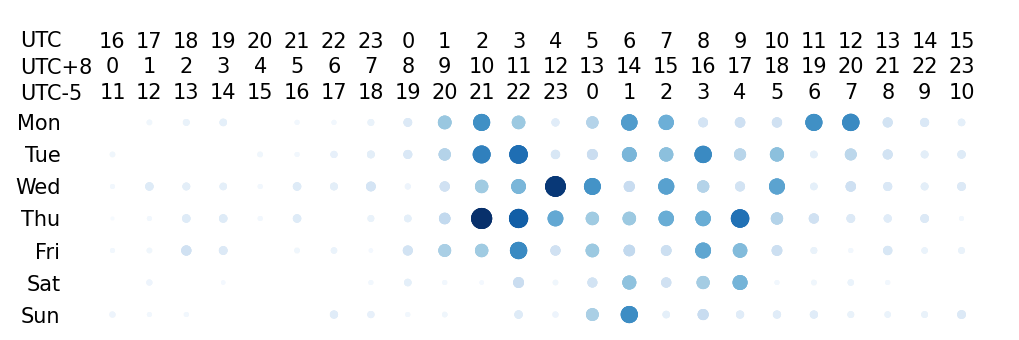 UTC 16 17 18 19 20 21 22 23 0 1 2 3 4 5 6 7 8 9 10 11 12 13 14 15
UTC+8 0 1 2 3 4 5 6 7 8 9 10 11 12 13 14 15 16 17 18 19 20 21 22 23
UTC-5 11 12 13 14 15 16 17 18 19 20 21 22 23 0 1 2 3 4 5 6 7 8 9 10
Mon
Tue
Wed
Thu
Fri
Sat
Sun